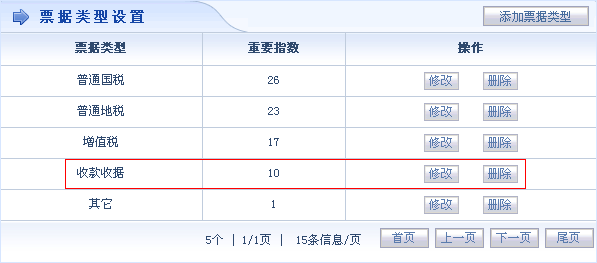 票据类型设置 添加票据类型
票据类型 重要指数 操作
普通国税 26 修改 删除
普通地税 23 修改 删除
增值税 17 修改 删除
收款收据 10 修改 删除
其它 1 修改 删除
5个 | 1/1页 | 15条信息/页 首页 上一页 下一页 尾页